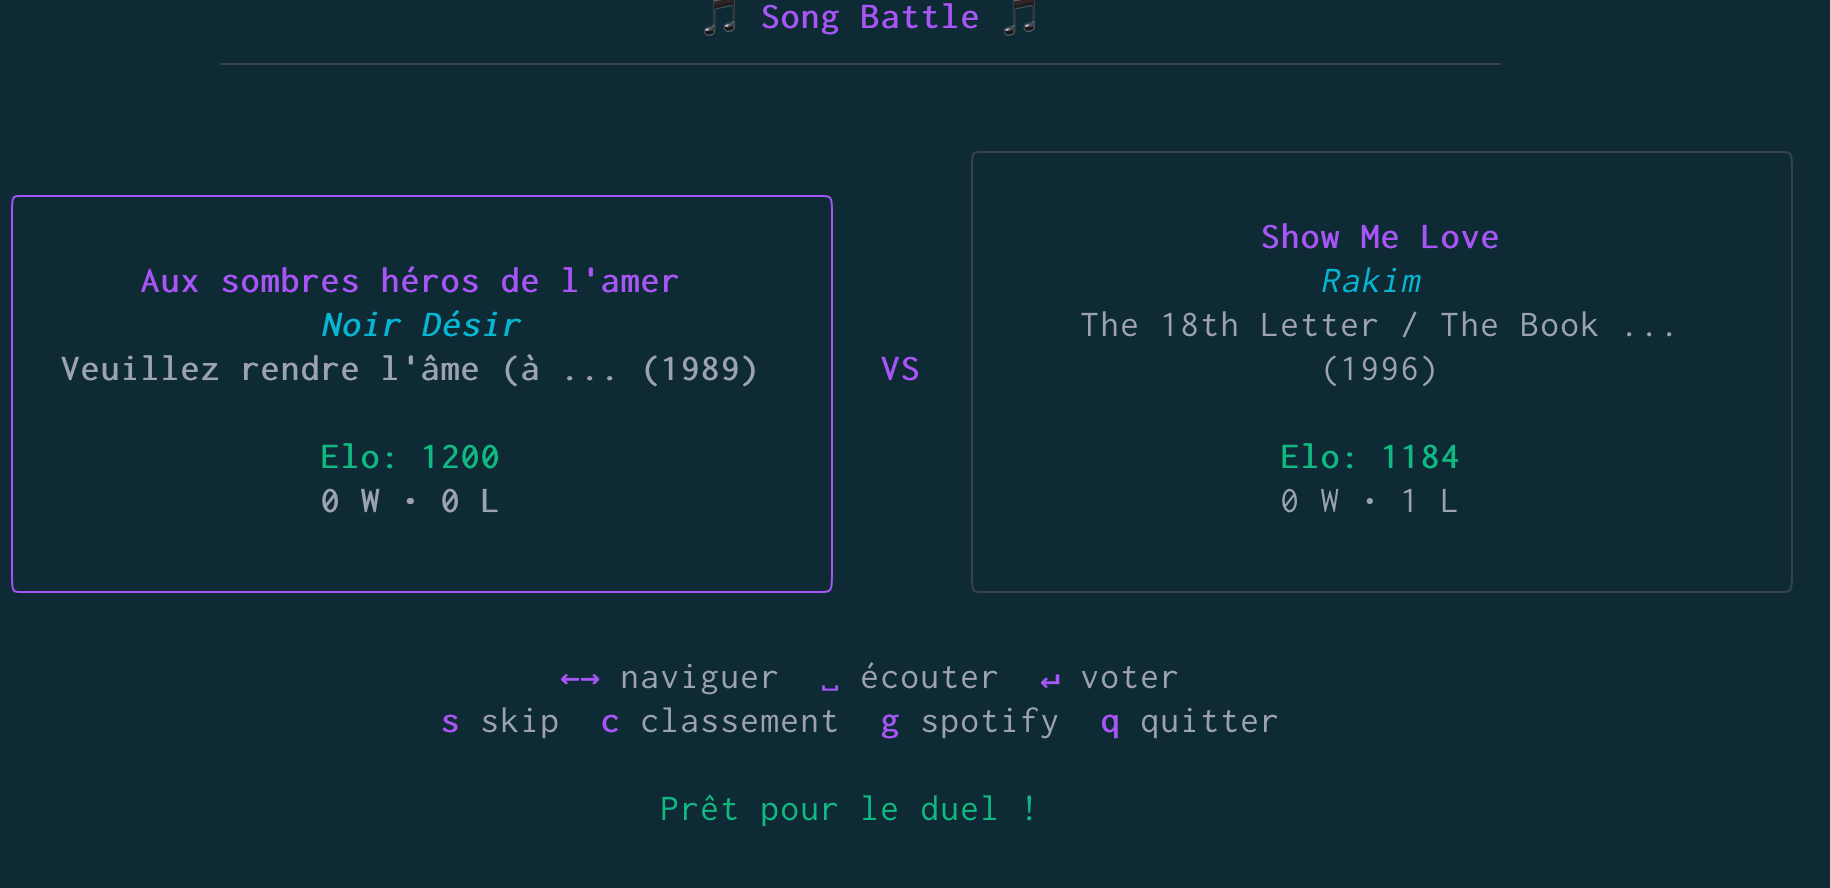 🎵 Song Battle 🎵
Aux sombres héros de l'amer
Noir Désir
Veuillez rendre l'âme (à ... (1989)
Elo: 1200
0 W · 0 L
VS
Show Me Love
Rakim
The 18th Letter / The Book ...
(1996)
Elo: 1184
0 W · 1 L
←→ naviguer ␣ écouter ↵ voter
s skip c classement g spotify q quitter
Prêt pour le duel !